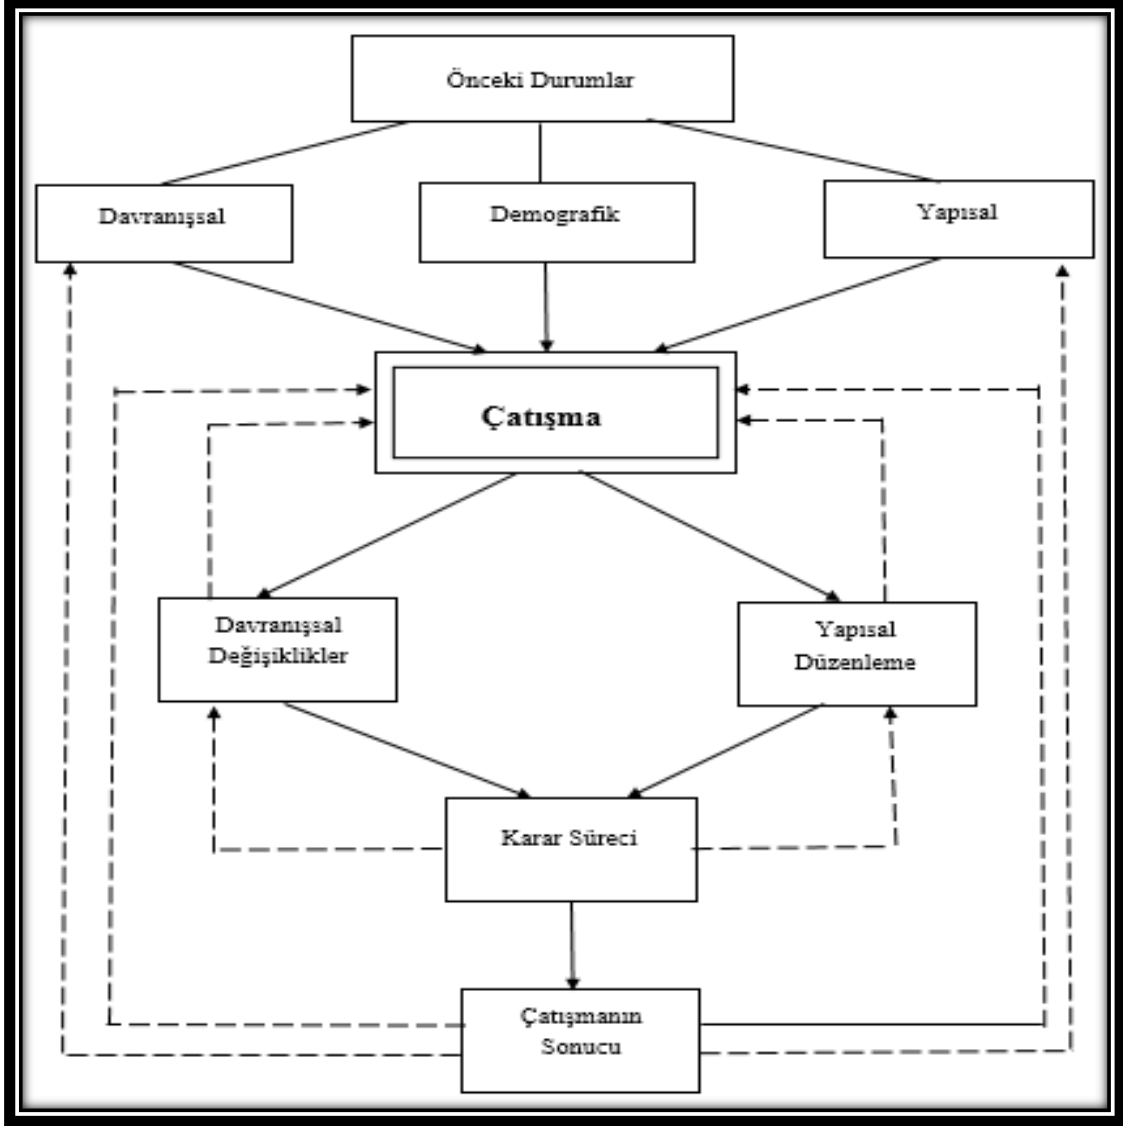 Önceki Durumlar
Davranışsal
Demografik
Yapısal
Çatışma
Davranışsal
Değişiklikler
Yapısal
Düzenleme
Karar Süreci
Çatışmanın
Sonucu